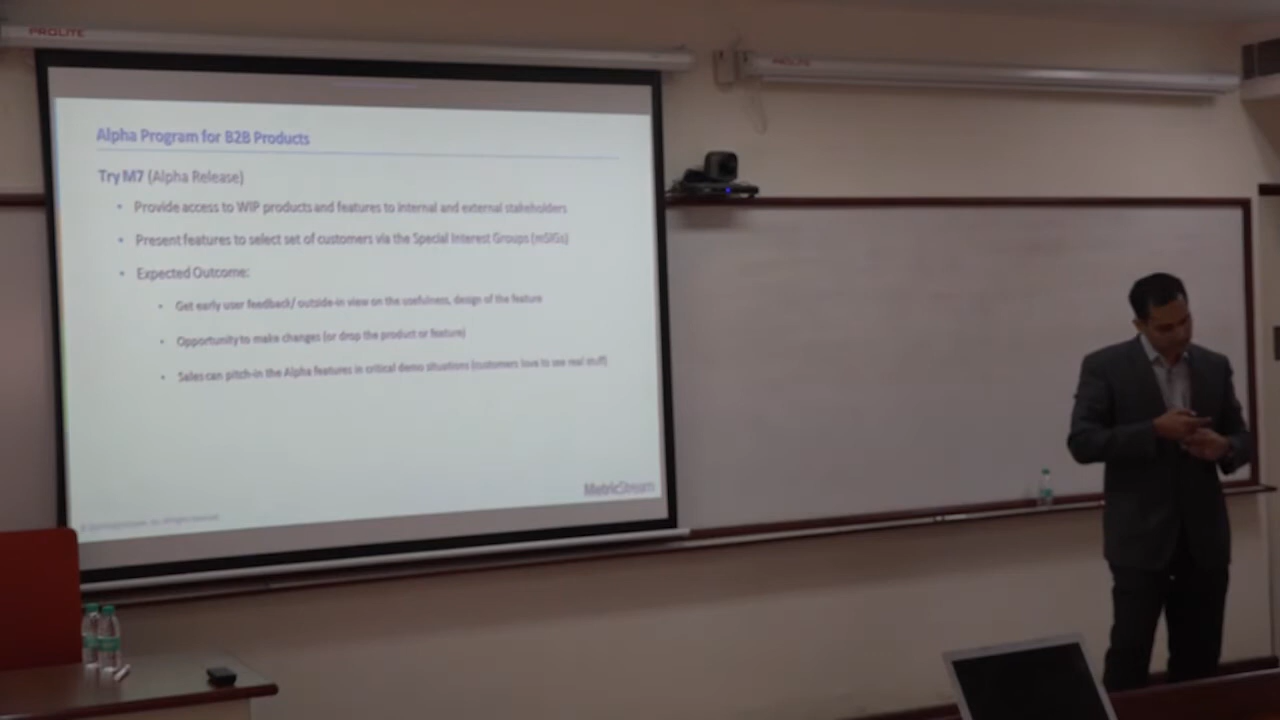 PROLITE
PROLITE
Alpha Program for B2B Products
Try M7 (Alpha Release)
• Provide access to WIP products and features to internal and external stakeholders
• Present features to select set of customers via the Special Interest Groups (mSIGs)
• Expected Outcome:
• Get early user feedback/ outside-in view on the usefulness, design of the feature
• Opportunity to make changes (or drop the product or feature)
• Sales can pitch-in the Alpha features in critical demo situations (customers love to see real stuff)
MetricStream